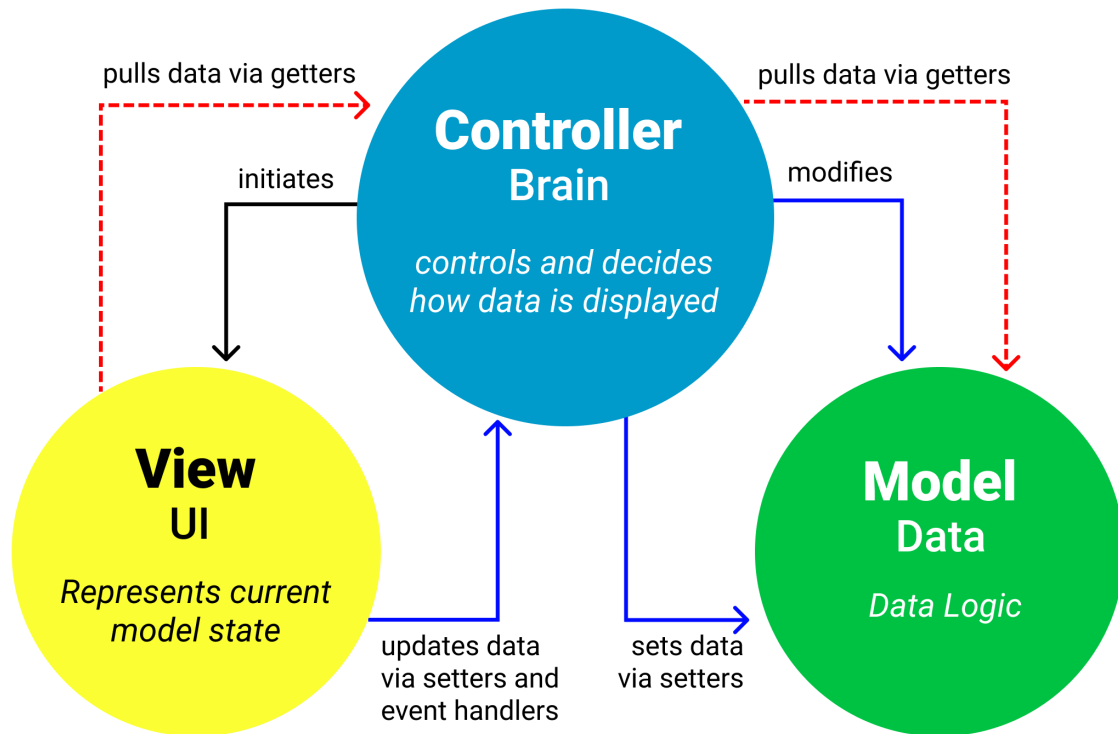 pulls data via getters
pulls data via getters
Controller
Brain
initiates
modifies
controls and decides
how data is displayed
View
UI
Represents current
model state
Model
Data
Data Logic
updates data
via setters and
event handlers
sets data
via setters